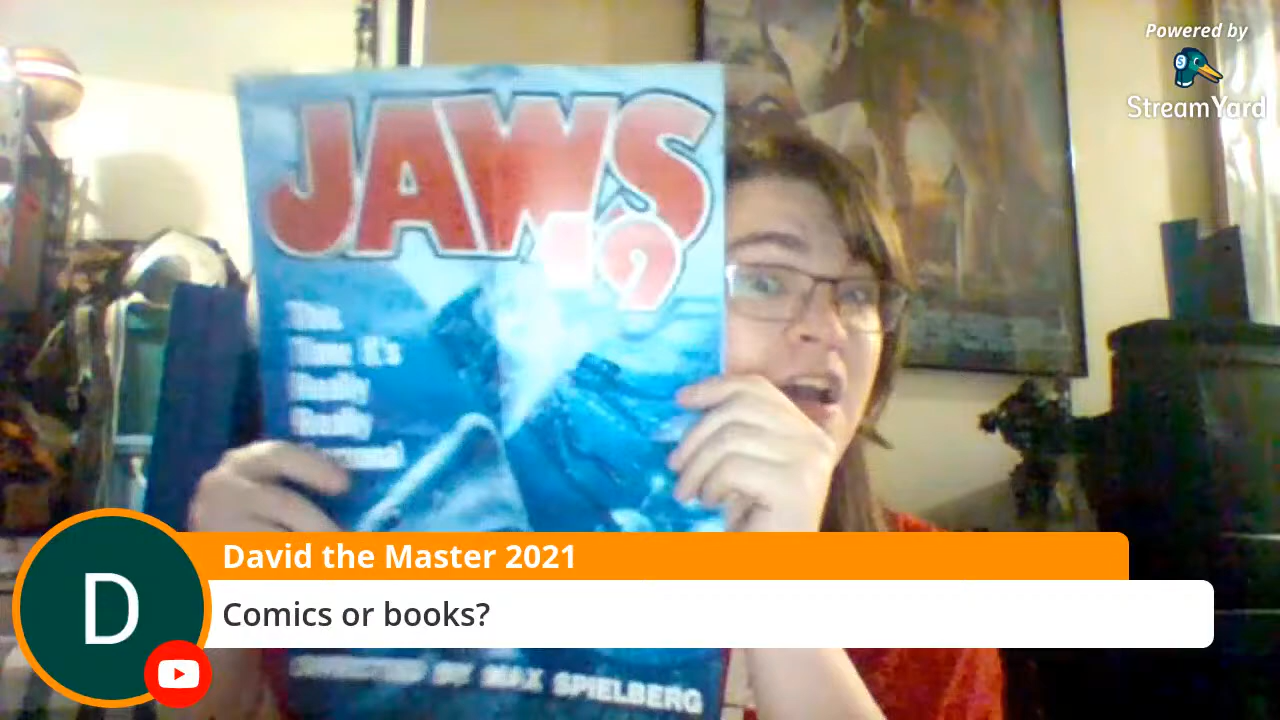 Powered by
StreamYard
JAWS
19
This
Time It's
Really
Really
Personal
David the Master 2021
Comics or books?
DIRECTED BY MAX SPIELBERG
D